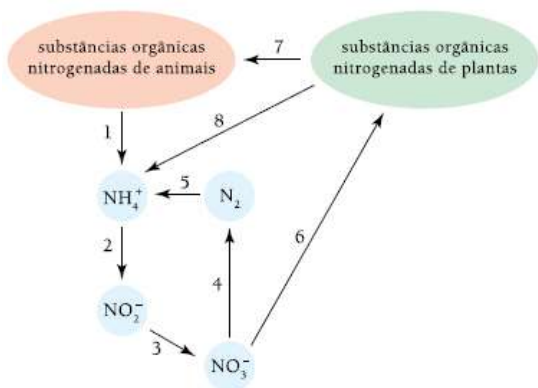 substâncias orgânicas
nitrogenadas de animais
7
substâncias orgânicas
nitrogenadas de plantas
1
8
NH₄⁺
5
N₂
2
6
4
NO₂⁻
3
NO₃⁻